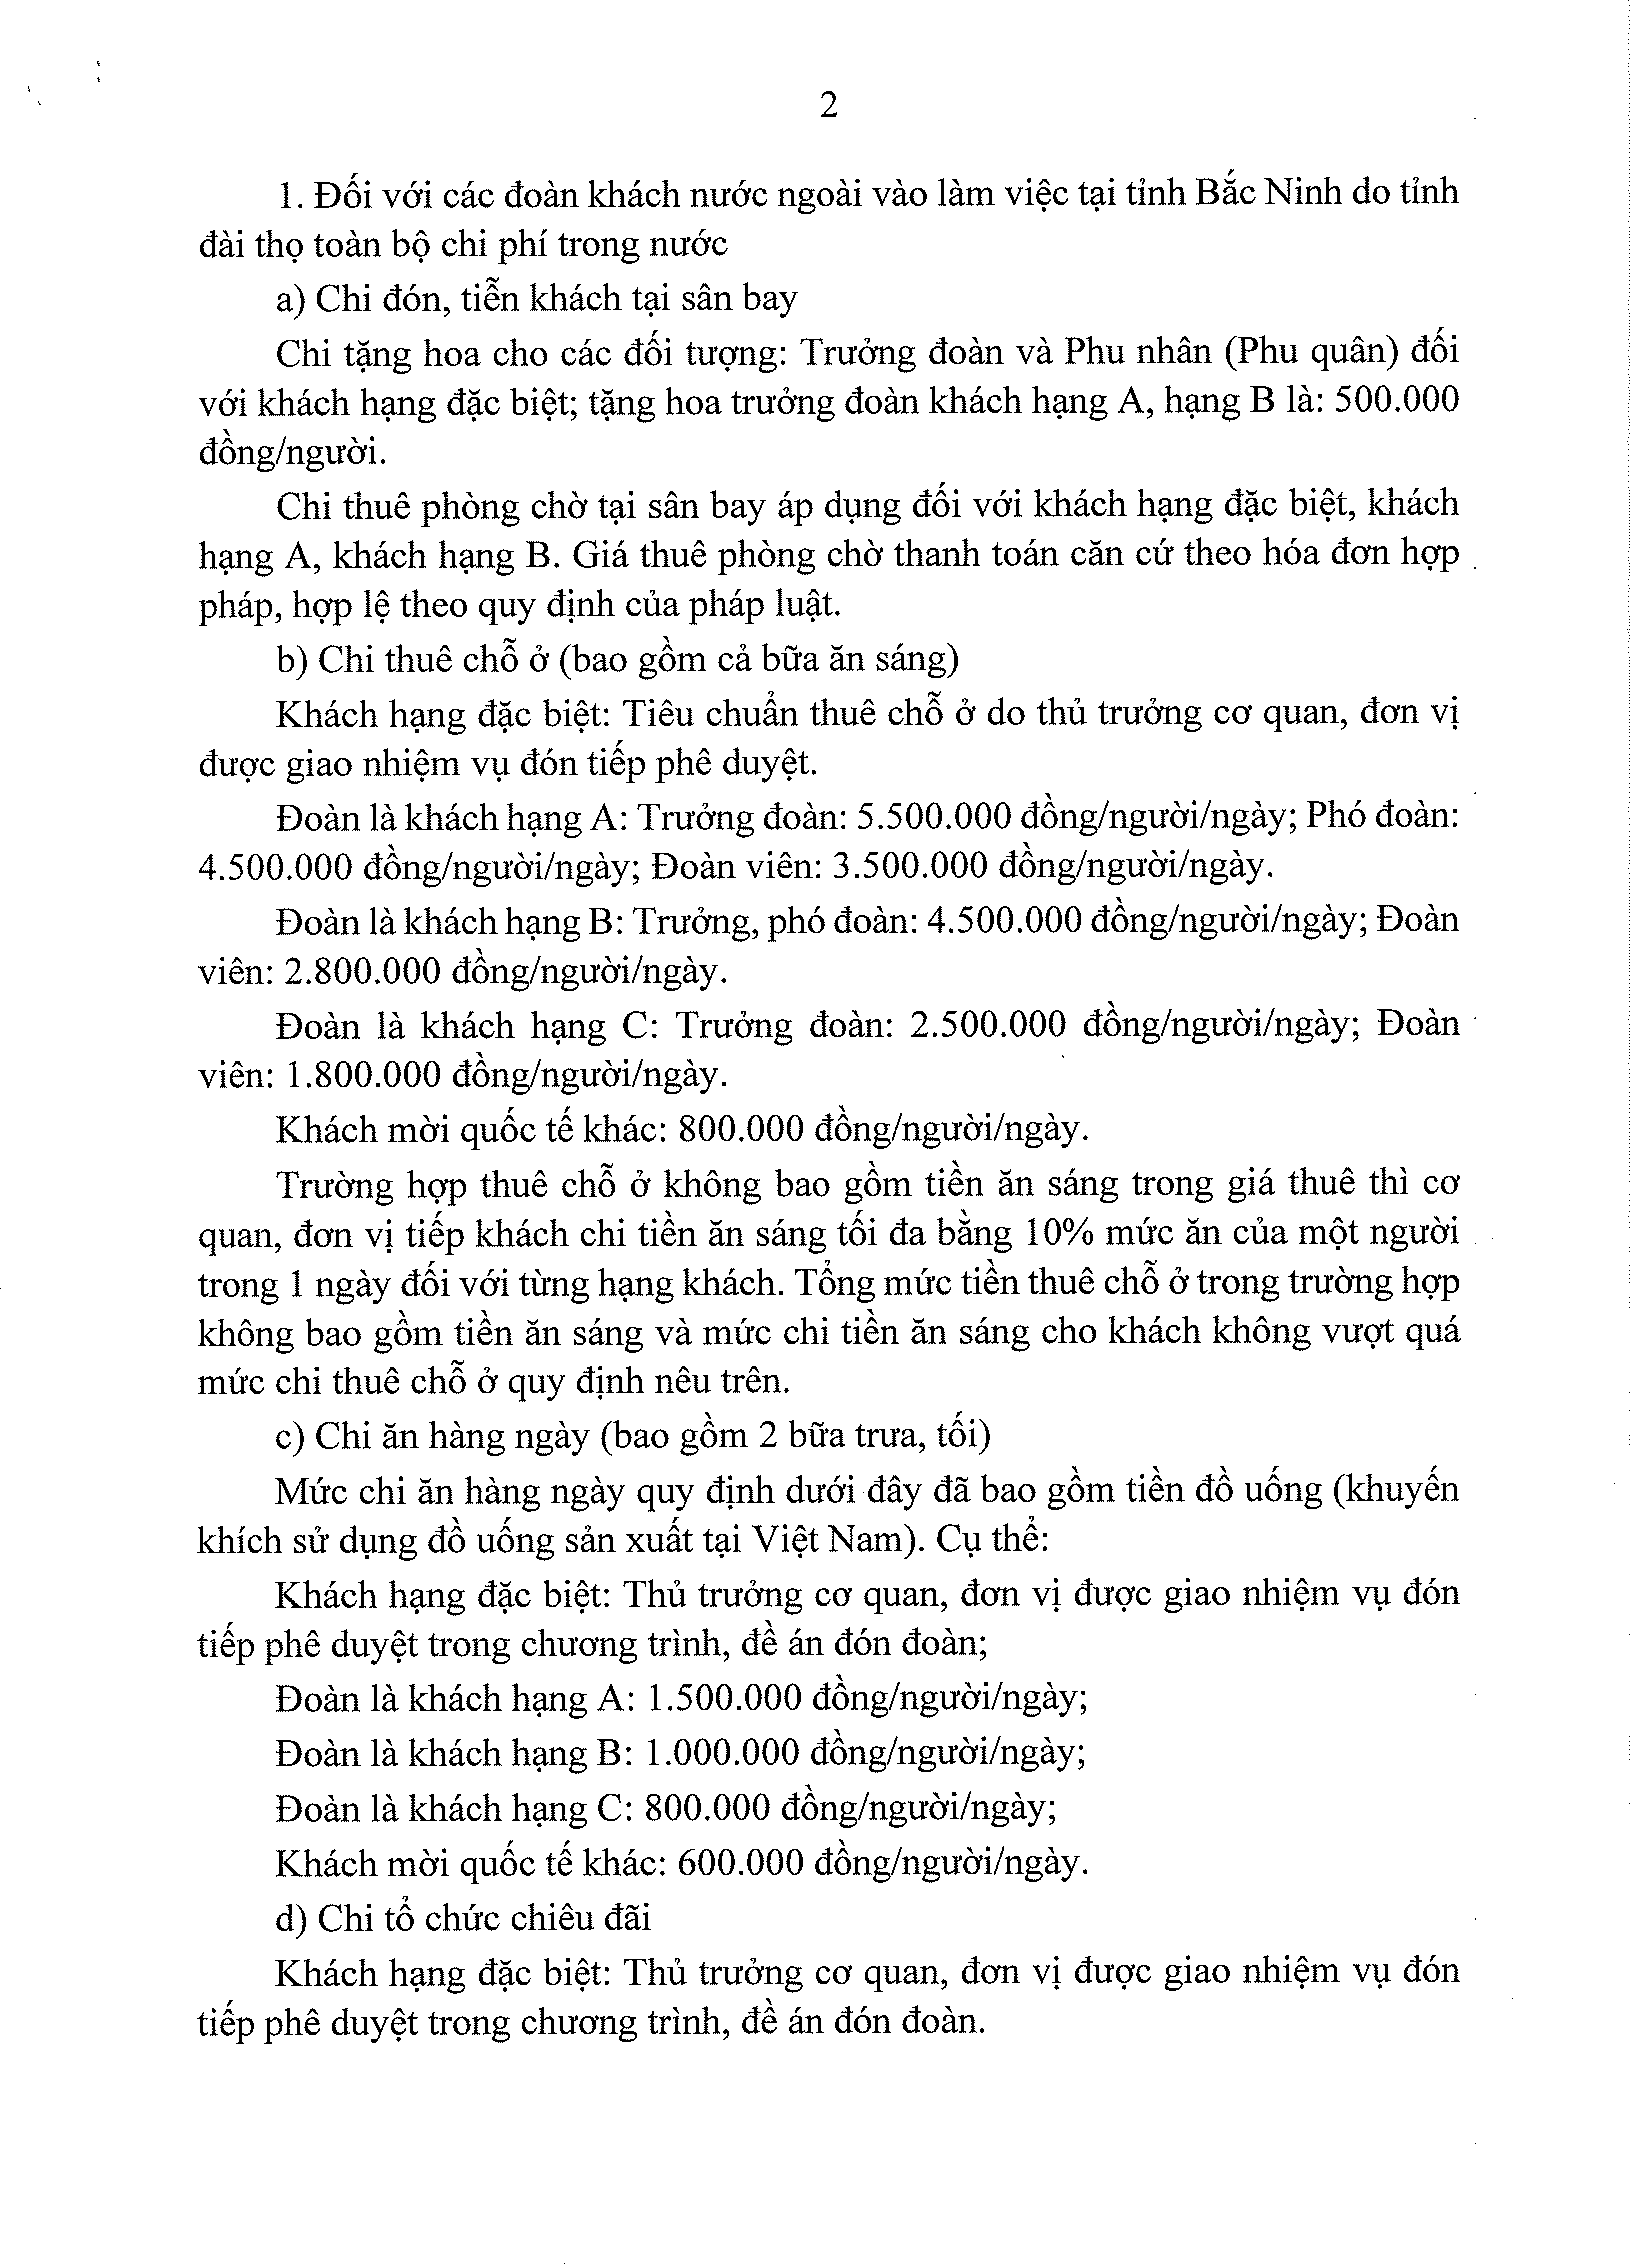 2
1. Đối với các đoàn khách nước ngoài vào làm việc tại tỉnh Bắc Ninh do tỉnh
đài thọ toàn bộ chi phí trong nước
a) Chi đón, tiễn khách tại sân bay
Chi tặng hoa cho các đối tượng: Trưởng đoàn và Phu nhân (Phu quân) đối
với khách hạng đặc biệt; tặng hoa trưởng đoàn khách hạng A, hạng B là: 500.000
đồng/người.
Chi thuê phòng chờ tại sân bay áp dụng đối với khách hạng đặc biệt, khách
hạng A, khách hạng B. Giá thuê phòng chờ thanh toán căn cứ theo hóa đơn hợp
pháp, hợp lệ theo quy định của pháp luật.
b) Chi thuê chỗ ở (bao gồm cả bữa ăn sáng)
Khách hạng đặc biệt: Tiêu chuẩn thuê chỗ ở do thủ trưởng cơ quan, đơn vị
được giao nhiệm vụ đón tiếp phê duyệt.
Đoàn là khách hạng A: Trưởng đoàn: 5.500.000 đồng/người/ngày; Phó đoàn:
4.500.000 đồng/người/ngày; Đoàn viên: 3.500.000 đồng/người/ngày.
Đoàn là khách hạng B: Trưởng, phó đoàn: 4.500.000 đồng/người/ngày; Đoàn
viên: 2.800.000 đồng/người/ngày.
Đoàn là khách hạng C: Trưởng đoàn: 2.500.000 đồng/người/ngày; Đoàn
viên: 1.800.000 đồng/người/ngày.
Khách mời quốc tế khác: 800.000 đồng/người/ngày.
Trường hợp thuê chỗ ở không bao gồm tiền ăn sáng trong giá thuê thì cơ
quan, đơn vị tiếp khách chi tiền ăn sáng tối đa bằng 10% mức ăn của một người
trong 1 ngày đối với từng hạng khách. Tổng mức tiền thuê chỗ ở trong trường hợp
không bao gồm tiền ăn sáng và mức chi tiền ăn sáng cho khách không vượt quá
mức chi thuê chỗ ở quy định nêu trên.
c) Chi ăn hàng ngày (bao gồm 2 bữa trưa, tối)
Mức chi ăn hàng ngày quy định dưới đây đã bao gồm tiền đồ uống (khuyến
khích sử dụng đồ uống sản xuất tại Việt Nam). Cụ thể:
Khách hạng đặc biệt: Thủ trưởng cơ quan, đơn vị được giao nhiệm vụ đón
tiếp phê duyệt trong chương trình, đề án đón đoàn;
Đoàn là khách hạng A: 1.500.000 đồng/người/ngày;
Đoàn là khách hạng B: 1.000.000 đồng/người/ngày;
Đoàn là khách hạng C: 800.000 đồng/người/ngày;
Khách mời quốc tế khác: 600.000 đồng/người/ngày.
d) Chi tổ chức chiêu đãi
Khách hạng đặc biệt: Thủ trưởng cơ quan, đơn vị được giao nhiệm vụ đón
tiếp phê duyệt trong chương trình, đề án đón đoàn.